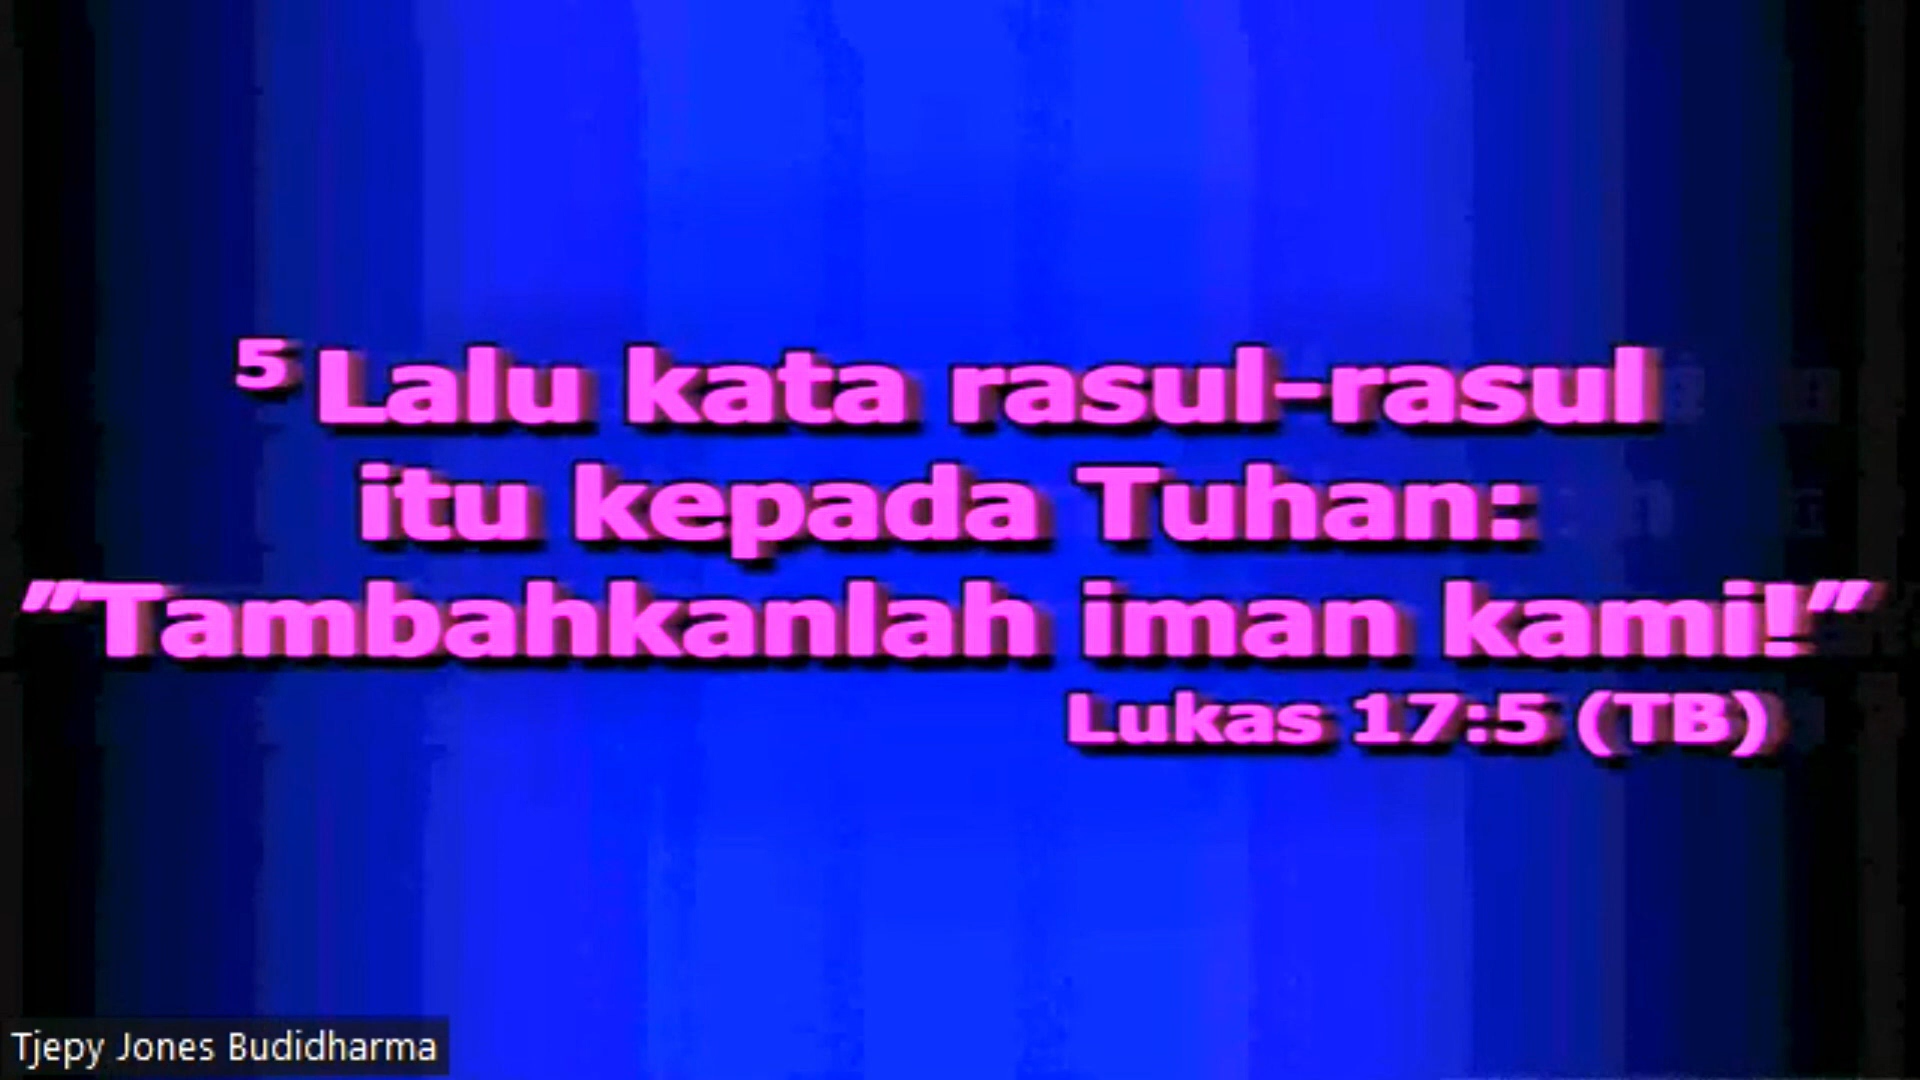 5 Lalu kata rasul-rasul
itu kepada Tuhan:
"Tambahkanlah iman kami!"
Lukas 17:5 (TB)
Tjepy Jones Budidharma